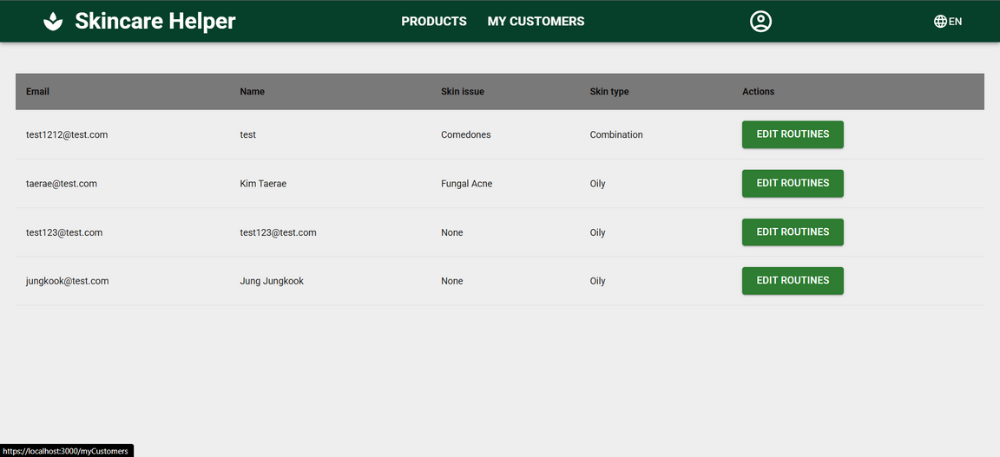 Skincare Helper PRODUCTS MY CUSTOMERS EN
Email Name Skin issue Skin type Actions
test1212@test.com test Comedones Combination EDIT ROUTINES
taerae@test.com Kim Taerae Fungal Acne Oily EDIT ROUTINES
test123@test.com test123@test.com None Oily EDIT ROUTINES
jungkook@test.com Jung Jungkook None Oily EDIT ROUTINES
https://localhost:3000/myCustomers